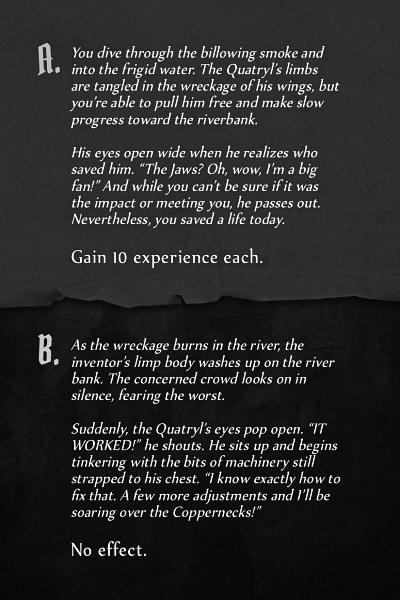 A.
You dive through the billowing smoke and
into the frigid water. The Quatryl's limbs
are tangled in the wreckage of his wings, but
you're able to pull him free and make slow
progress toward the riverbank.
His eyes open wide when he realizes who
saved him. "The Jaws? Oh, wow, I'm a big
fan!" And while you can't be sure if it was
the impact or meeting you, he passes out.
Nevertheless, you saved a life today.
Gain 10 experience each.
B.
As the wreckage burns in the river, the
inventor's limp body washes up on the river
bank. The concerned crowd looks on in
silence, fearing the worst.
Suddenly, the Quatryl's eyes pop open. "IT
WORKED!" he shouts. He sits up and begins
tinkering with the bits of machinery still
strapped to his chest. "I know exactly how to
fix that. A few more adjustments and I'll be
soaring over the Coppernecks!"
No effect.